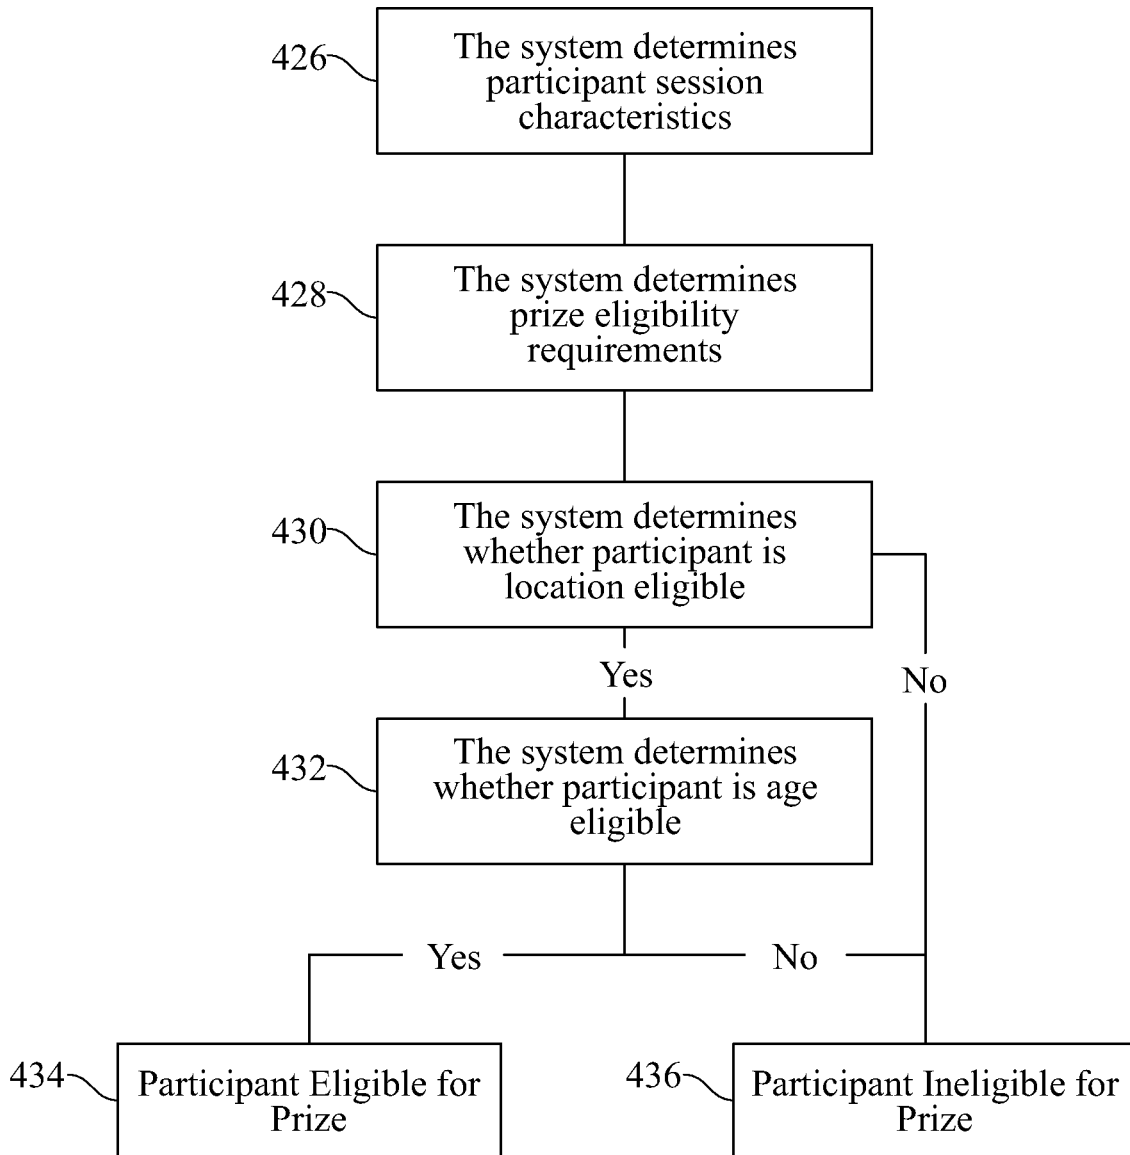 426
The system determines
participant session
characteristics
428
The system determines
prize eligibility
requirements
430
The system determines
whether participant is
location eligible
Yes
No
432
The system determines
whether participant is age
eligible
Yes
No
434
Participant Eligible for
Prize
436
Participant Ineligible for
Prize